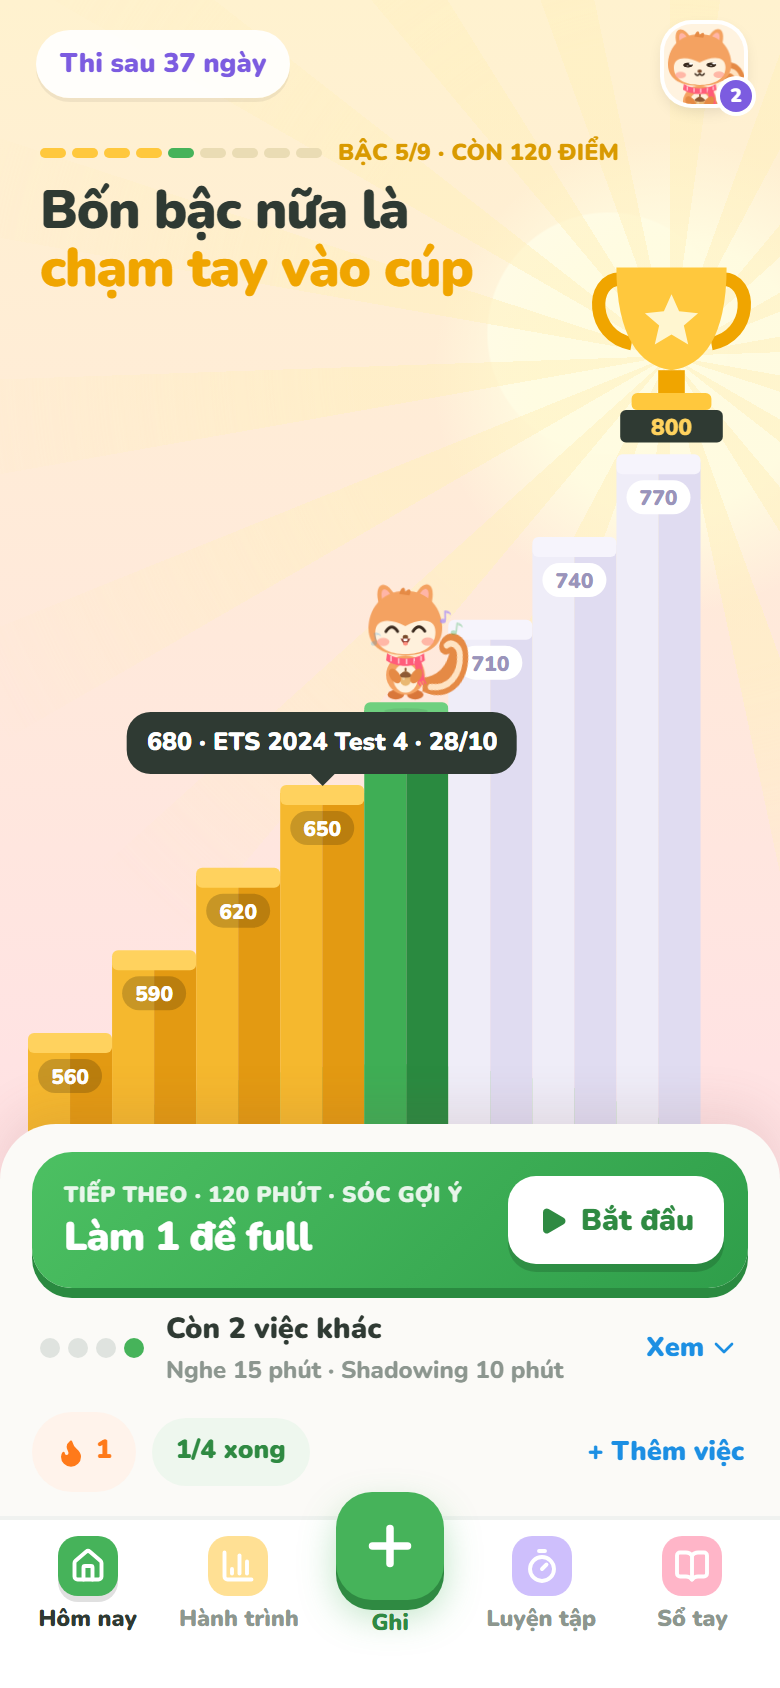 Thi sau 37 ngày
2
BẬC 5/9 · CÒN 120 ĐIỂM
Bốn bậc nữa là
chạm tay vào cúp
800
770
740
710
680 · ETS 2024 Test 4 · 28/10
650
620
590
560
TIẾP THEO · 120 PHÚT · SÓC GỢI Ý
Làm 1 đề full
Bắt đầu
Còn 2 việc khác
Nghe 15 phút · Shadowing 10 phút
Xem
1
1/4 xong
+ Thêm việc
Hôm nay
Hành trình
Ghi
Luyện tập
Sổ tay